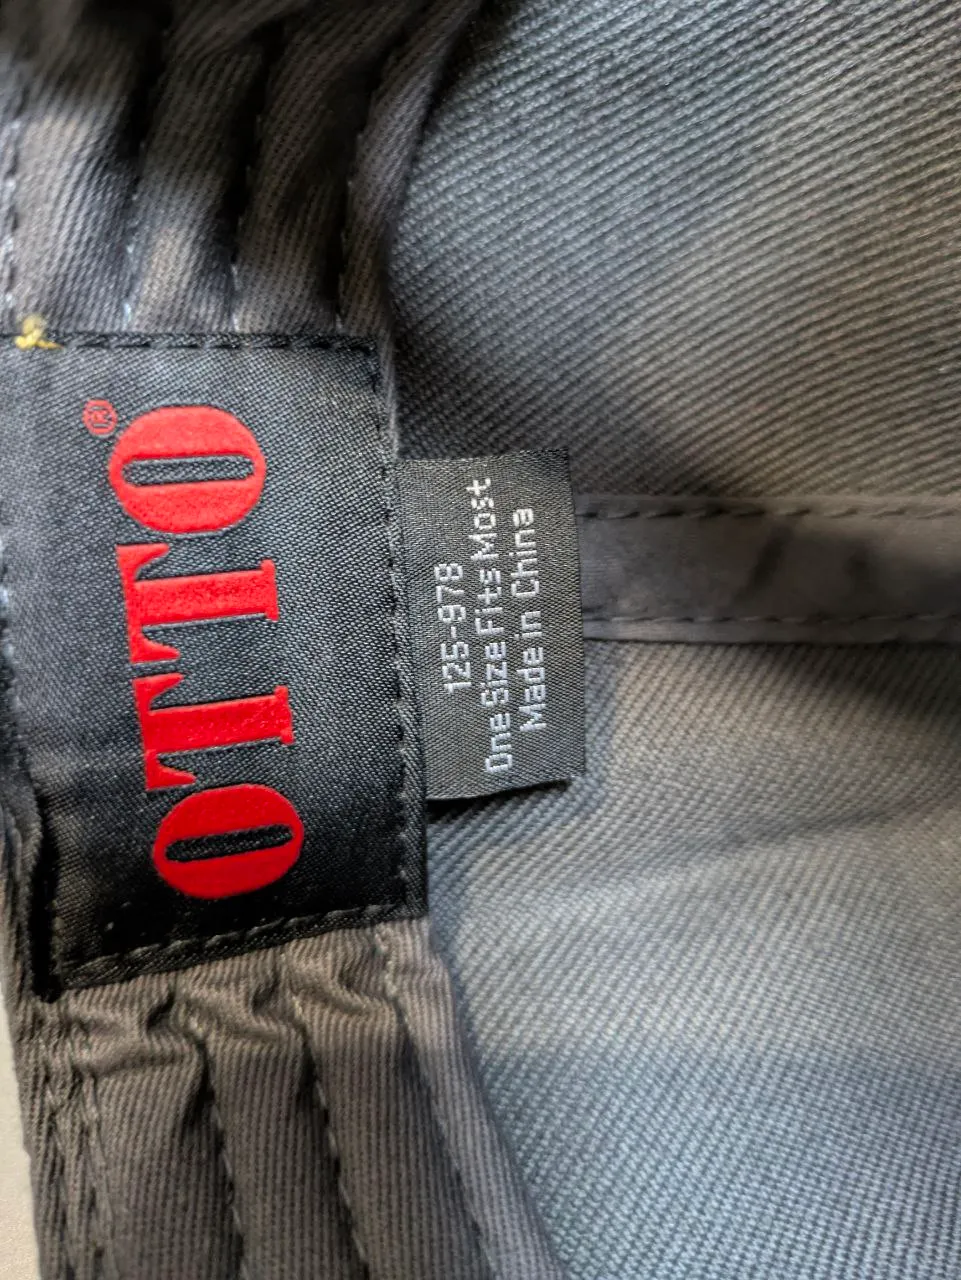 OTTO®
125-978
One Size Fits Most
Made in China